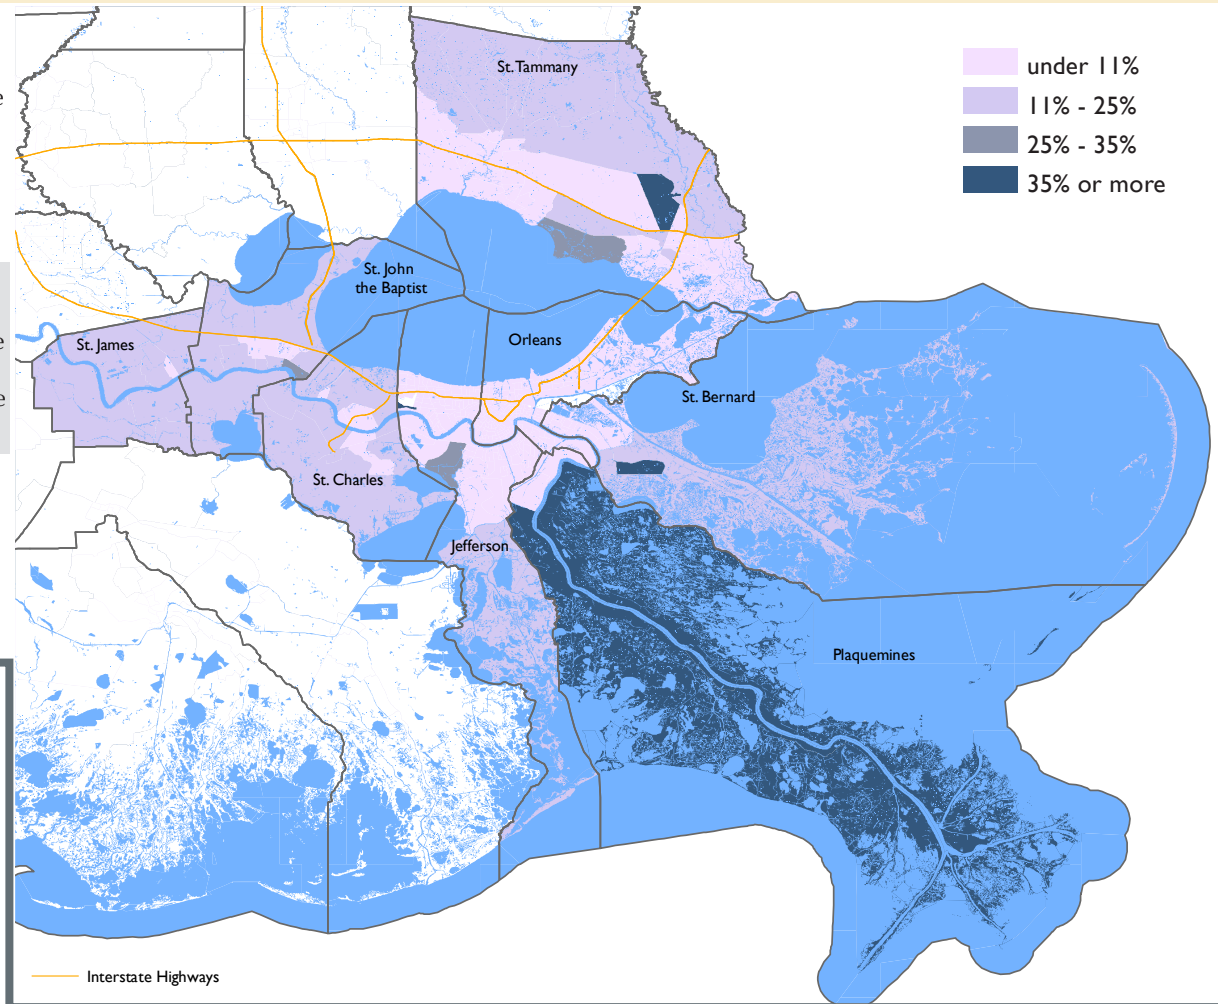 St. Tammany
under 11%
11% - 25%
25% - 35%
35% or more
e
St. John
the Baptist
St. James
Orleans
e
St. Bernard
e
St. Charles
Jefferson
Plaquemines
Interstate Highways